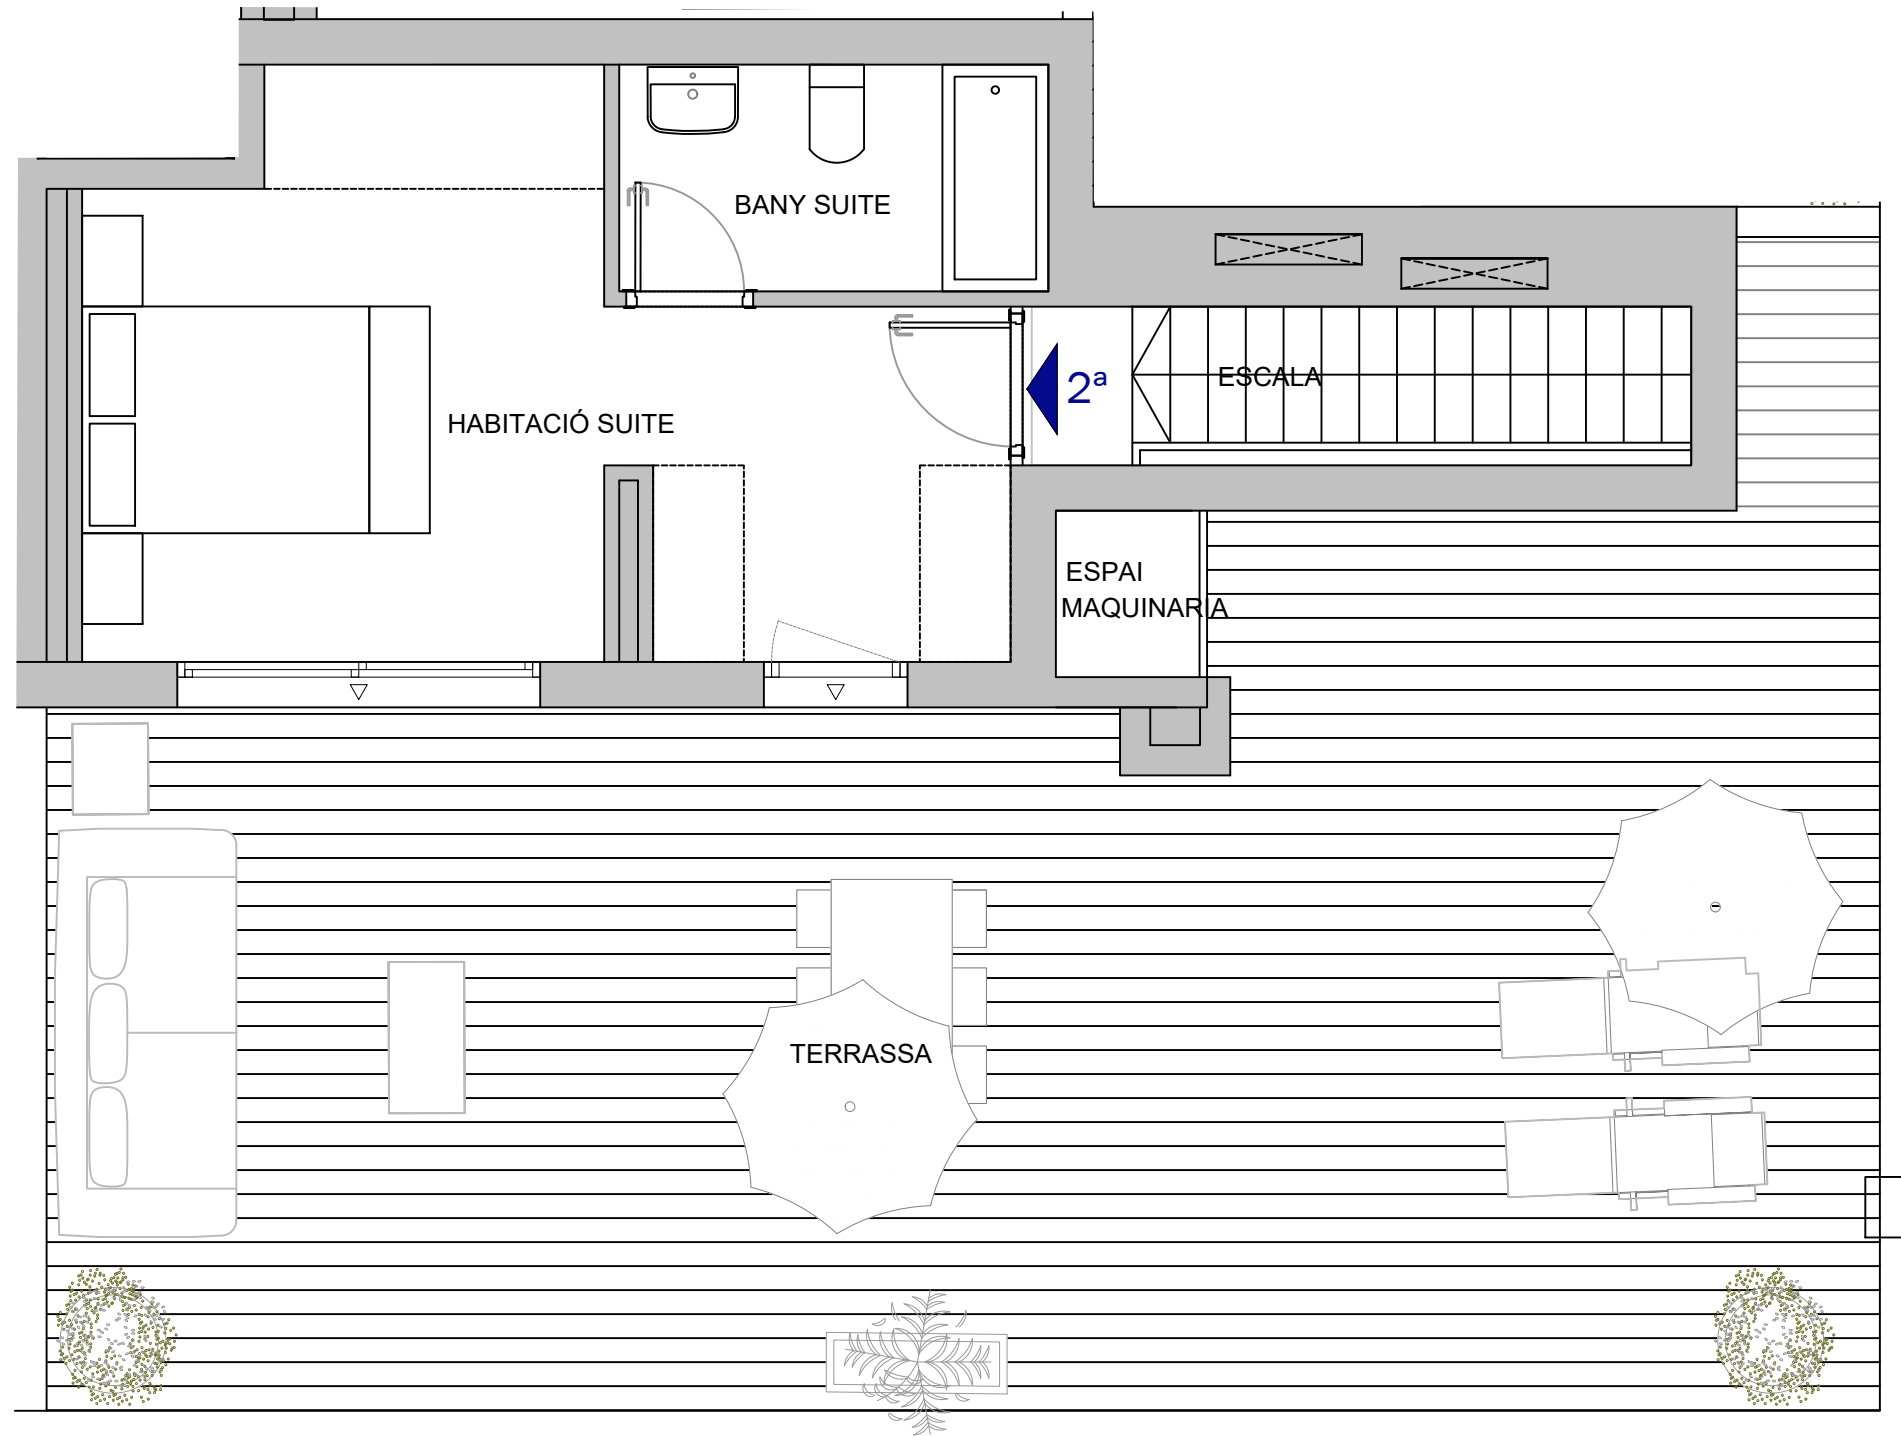 BANY SUITE
2ª
ESCALA
HABITACIÓ SUITE
ESPAI
MAQUINARIA
TERRASSA